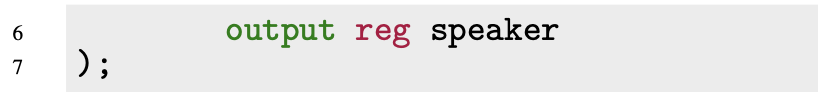 6 output reg speaker
7 );